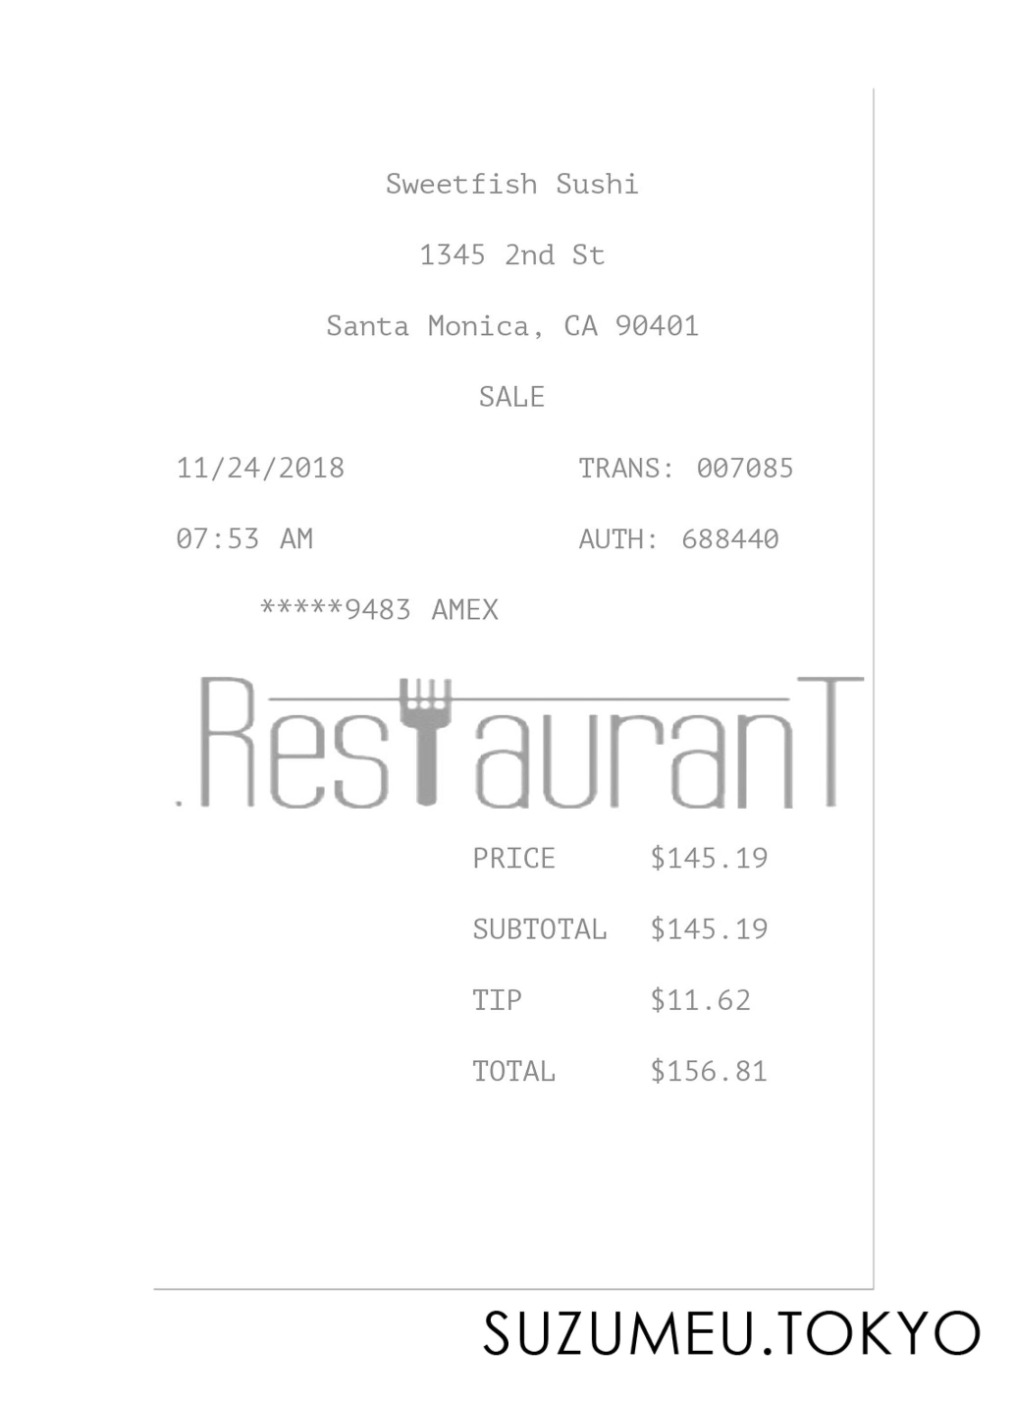 Sweetfish Sushi
1345 2nd St
Santa Monica, CA 90401
SALE
11/24/2018 TRANS: 007085
07:53 AM AUTH: 688440
*****9483 AMEX
.RestauranT
PRICE $145.19
SUBTOTAL $145.19
TIP $11.62
TOTAL $156.81
SUZUMEU.TOKYO